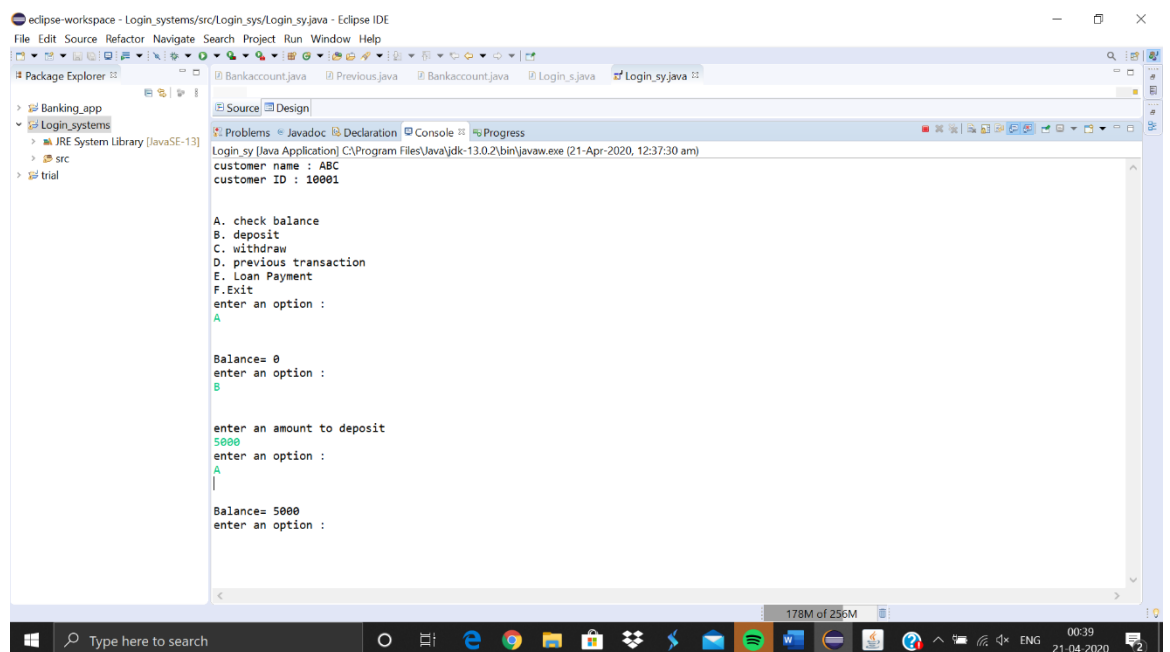 eclipse-workspace - Login_systems/src/Login_sys/Login_sy.java - Eclipse IDE
File Edit Source Refactor Navigate Search Project Run Window Help
Package Explorer
Bankaccount.java Previous.java Bankaccount.java Login_s.java Login_sy.java
Banking_app
Login_systems
JRE System Library [JavaSE-13]
src
trial
Source Design
Problems Javadoc Declaration Console Progress
Login_sy [Java Application] C:\Program Files\Java\jdk-13.0.2\bin\javaw.exe (21-Apr-2020, 12:37:30 am)
customer name : ABC
customer ID : 10001
A. check balance
B. deposit
C. withdraw
D. previous transaction
E. Loan Payment
F.Exit
enter an option :
A
Balance= 0
enter an option :
B
enter an amount to deposit
5000
enter an option :
A
Balance= 5000
enter an option :
178M of 256M
Type here to search
ENG
00:39
21-04-2020